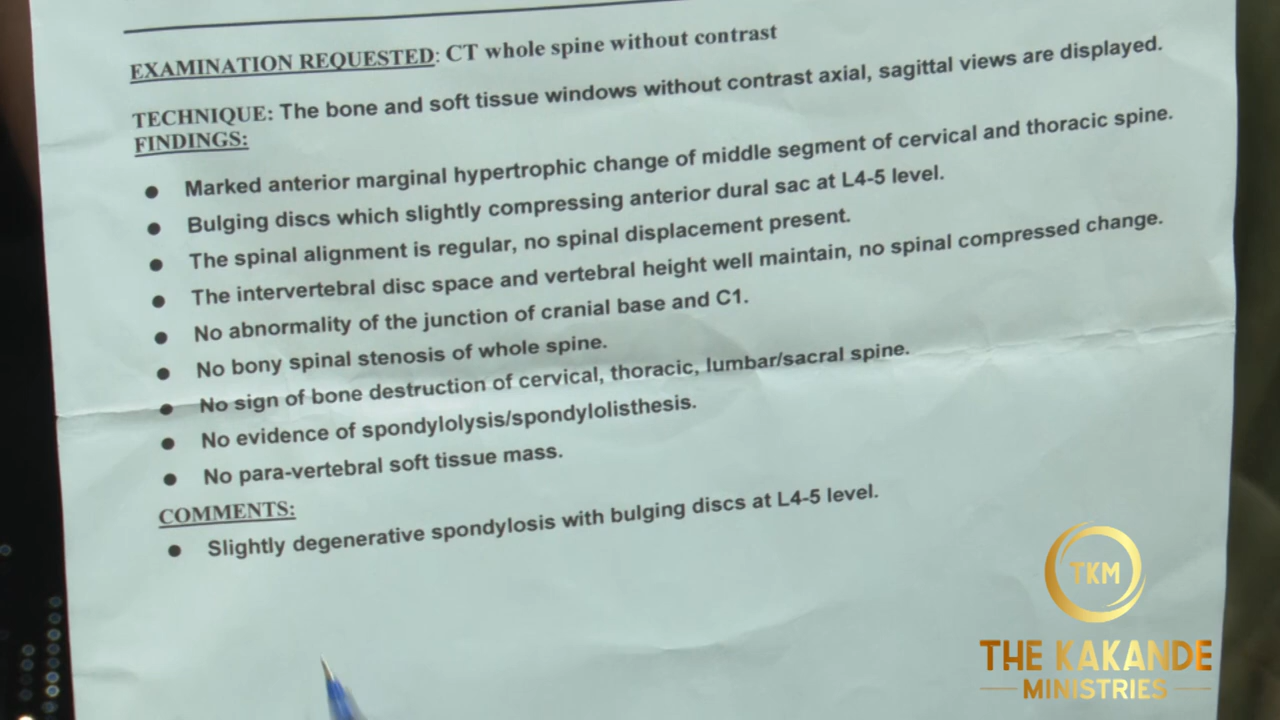 EXAMINATION REQUESTED: CT whole spine without contrast
TECHNIQUE: The bone and soft tissue windows without contrast axial, sagittal views are displayed.
FINDINGS:
● Marked anterior marginal hypertrophic change of middle segment of cervical and thoracic spine.
● Bulging discs which slightly compressing anterior dural sac at L4-5 level.
● The spinal alignment is regular, no spinal displacement present.
● The intervertebral disc space and vertebral height well maintain, no spinal compressed change.
● No abnormality of the junction of cranial base and C1.
● No bony spinal stenosis of whole spine.
● No sign of bone destruction of cervical, thoracic, lumbar/sacral spine.
● No evidence of spondylolysis/spondylolisthesis.
● No para-vertebral soft tissue mass.
COMMENTS:
● Slightly degenerative spondylosis with bulging discs at L4-5 level.
TKM
THE KAKANDE
MINISTRIES